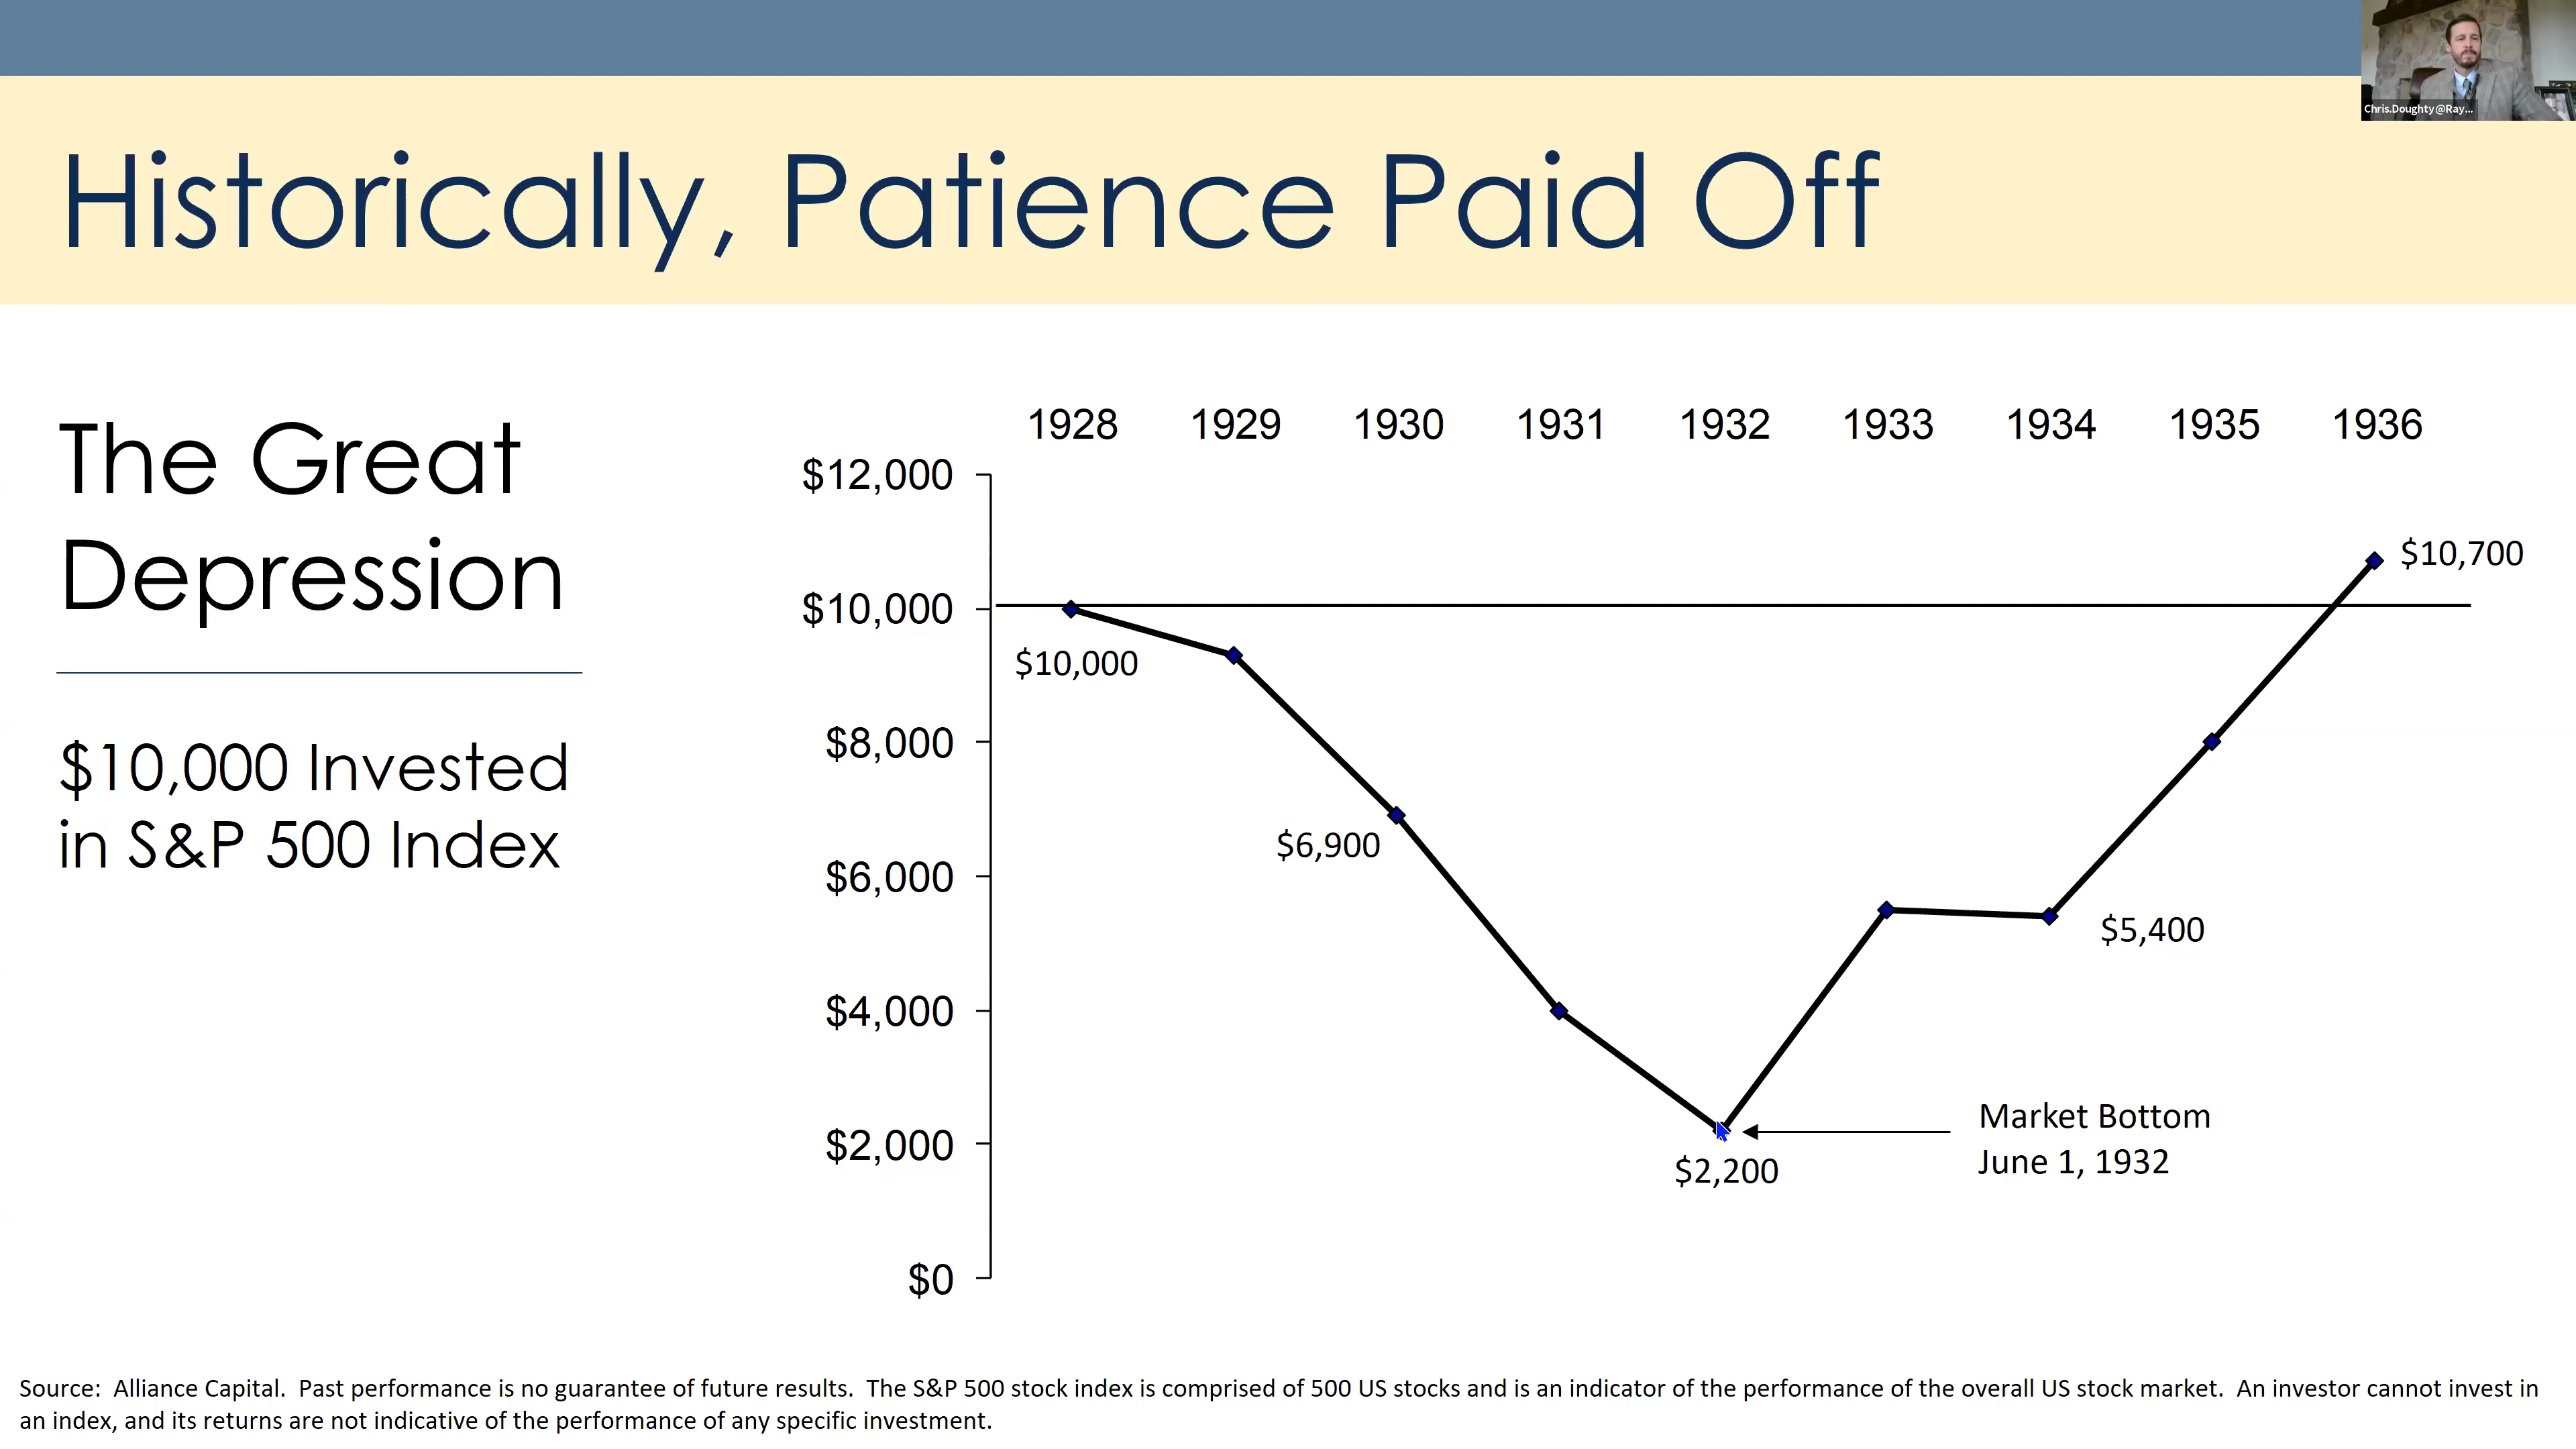 Chris.Doughty@Ray...
Historically, Patience Paid Off
The Great
Depression
$10,000 Invested
in S&P 500 Index
1928 1929 1930 1931 1932 1933 1934 1935 1936
$12,000
$10,000
$8,000
$6,000
$4,000
$2,000
$0
$10,700
$10,000
$6,900
$5,400
$2,200
Market Bottom
June 1, 1932
Source:  Alliance Capital.  Past performance is no guarantee of future results.  The S&P 500 stock index is comprised of 500 US stocks and is an indicator of the performance of the overall US stock market.  An investor cannot invest in
an index, and its returns are not indicative of the performance of any specific investment.